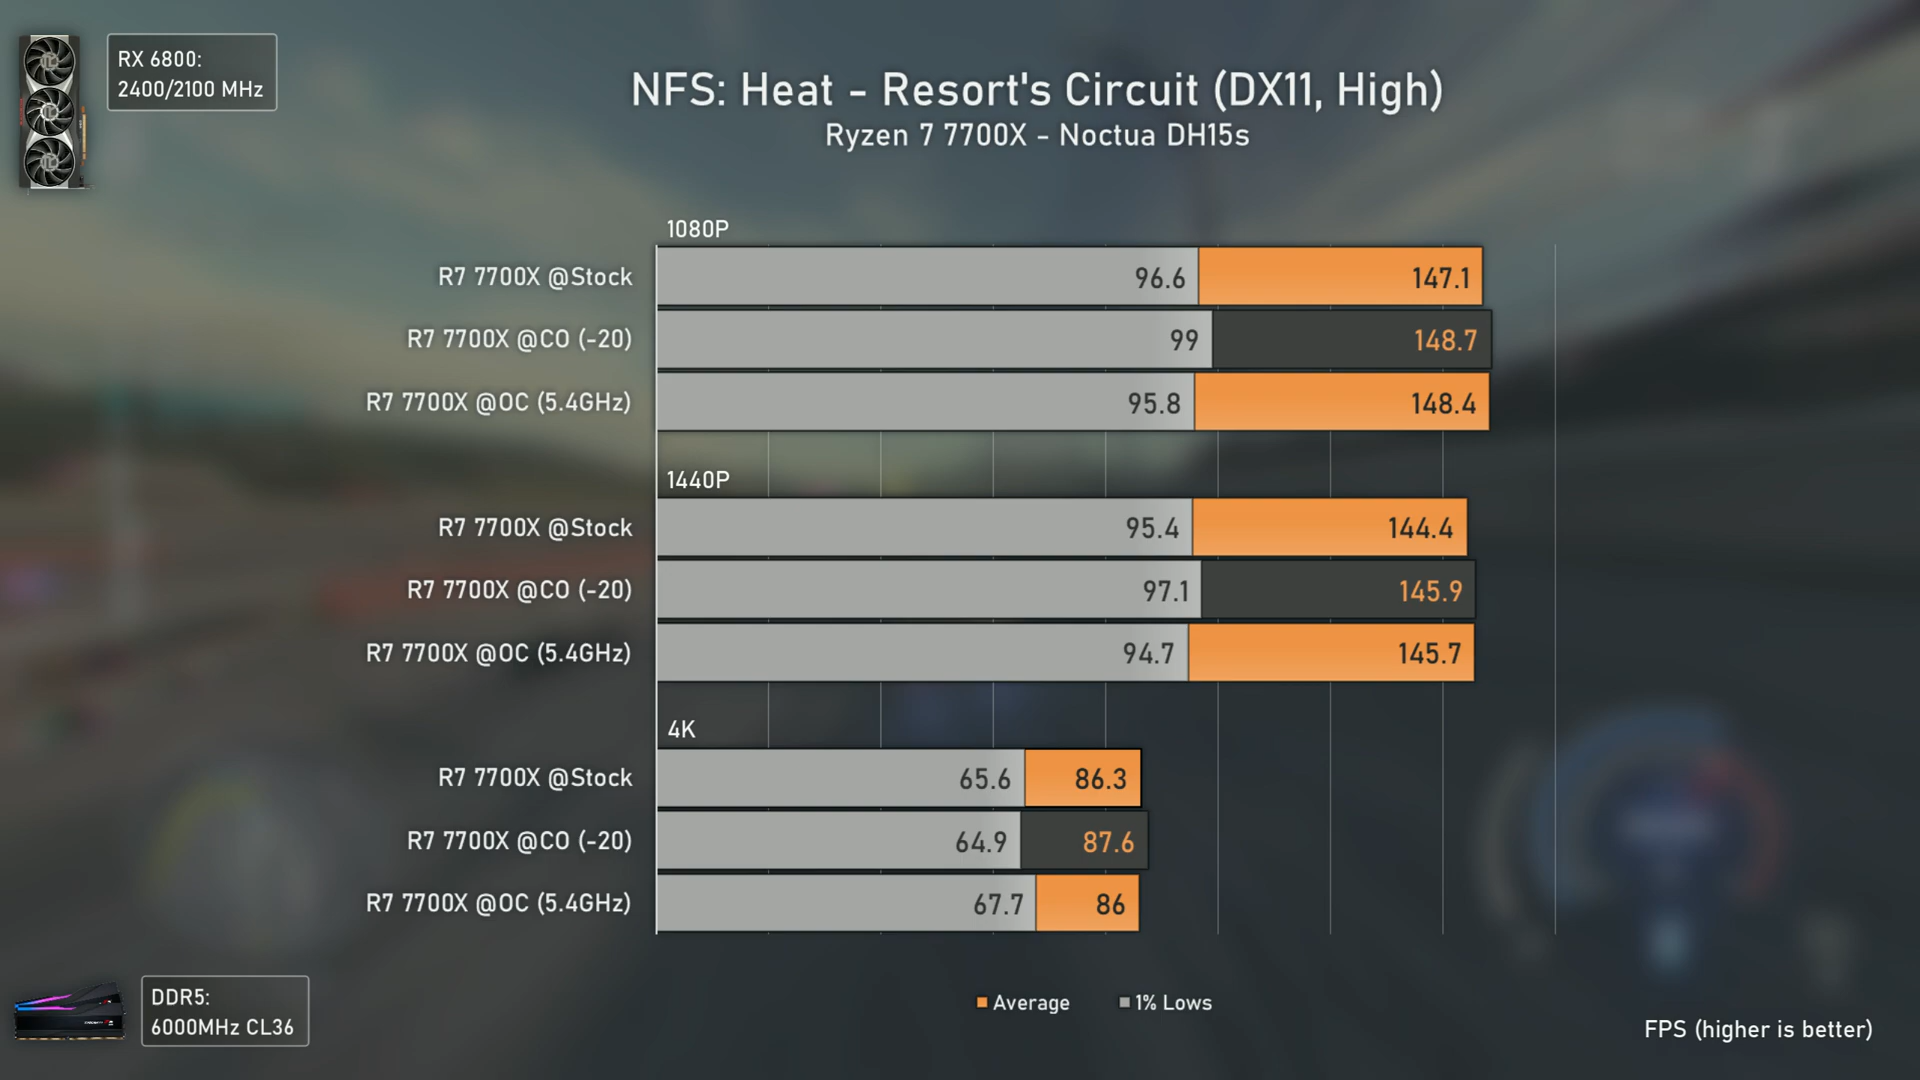 RX 6800:
2400/2100 MHz
NFS: Heat - Resort's Circuit (DX11, High)
Ryzen 7 7700X - Noctua DH15s
1080P
R7 7700X @Stock 96.6 147.1
R7 7700X @CO (-20) 99 148.7
R7 7700X @OC (5.4GHz) 95.8 148.4
1440P
R7 7700X @Stock 95.4 144.4
R7 7700X @CO (-20) 97.1 145.9
R7 7700X @OC (5.4GHz) 94.7 145.7
4K
R7 7700X @Stock 65.6 86.3
R7 7700X @CO (-20) 64.9 87.6
R7 7700X @OC (5.4GHz) 67.7 86
Average 1% Lows
DDR5:
6000MHz CL36
FPS (higher is better)